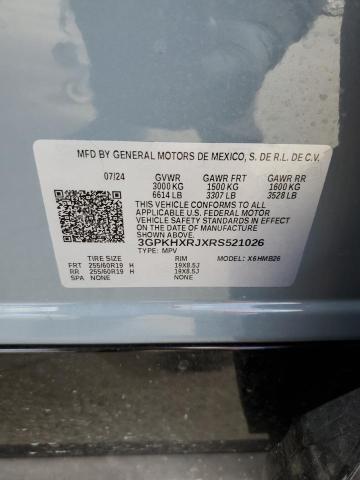 MFD BY GENERAL MOTORS DE MEXICO, S. DE R.L. DE C.V.
07/24 GVWR GAWR FRT GAWR RR
3000 KG 1500 KG 1600 KG
6614 LB 3307 LB 3528 LB
THIS VEHICLE CONFORMS TO ALL
APPLICABLE U.S. FEDERAL MOTOR
VEHICLE SAFETY STANDARDS IN EFFECT
ON THE DATE OF MANUFACTURE
SHOWN ABOVE.
3GPKHXRJXRS521026
TYPE: MPV
TIRE SIZE RIM MODEL: X6HMB26
FRT 255/60R19 H 19X8.5J
RR 255/60R19 H 19X8.5J
SPA NONE NONE